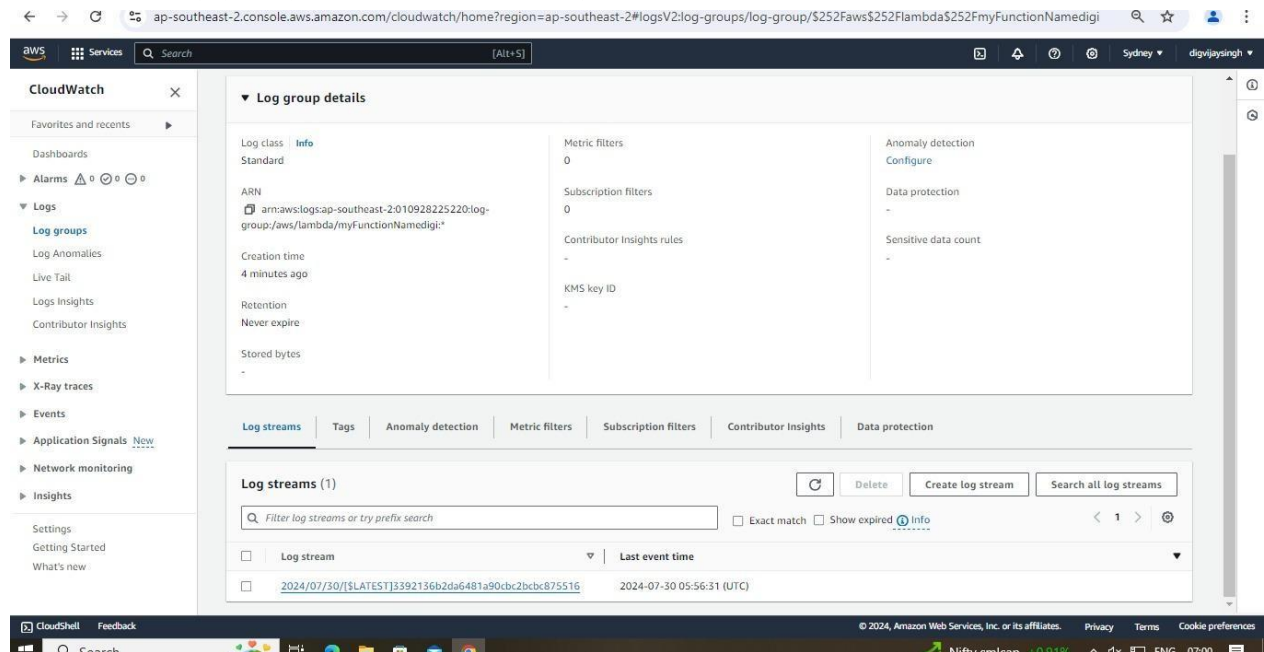 ap-southeast-2.console.aws.amazon.com/cloudwatch/home?region=ap-southeast-2#logsV2:log-groups/log-group/$252Faws$252Flambda$252FmyFunctionNamedigi
aws Services Search [Alt+S] Sydney digvijaysingh
CloudWatch
Favorites and recents
Dashboards
Alarms 0 0 0
Logs
Log groups
Log Anomalies
Live Tail
Logs Insights
Contributor Insights
Metrics
X-Ray traces
Events
Application Signals New
Network monitoring
Insights
Settings
Getting Started
What's new
Log group details
Log class Info
Standard
ARN
arn:aws:logs:ap-southeast-2:010928225220:log-
group:/aws/lambda/myFunctionNamedigi:*
Creation time
4 minutes ago
Retention
Never expire
Stored bytes
-
Metric filters
0
Subscription filters
0
Contributor Insights rules
-
KMS key ID
-
Anomaly detection
Configure
Data protection
-
Sensitive data count
-
Log streams Tags Anomaly detection Metric filters Subscription filters Contributor Insights Data protection
Log streams (1) Delete Create log stream Search all log streams
Filter log streams or try prefix search Exact match Show expired Info 1
Log stream Last event time
2024/07/30/[$LATEST]3392136b2da6481a90cbc2bcbc875516 2024-07-30 05:56:31 (UTC)
CloudShell Feedback © 2024, Amazon Web Services, Inc. or its affiliates. Privacy Terms Cookie preferences
Search Nifty smlcap +0.91% ENG 07:00